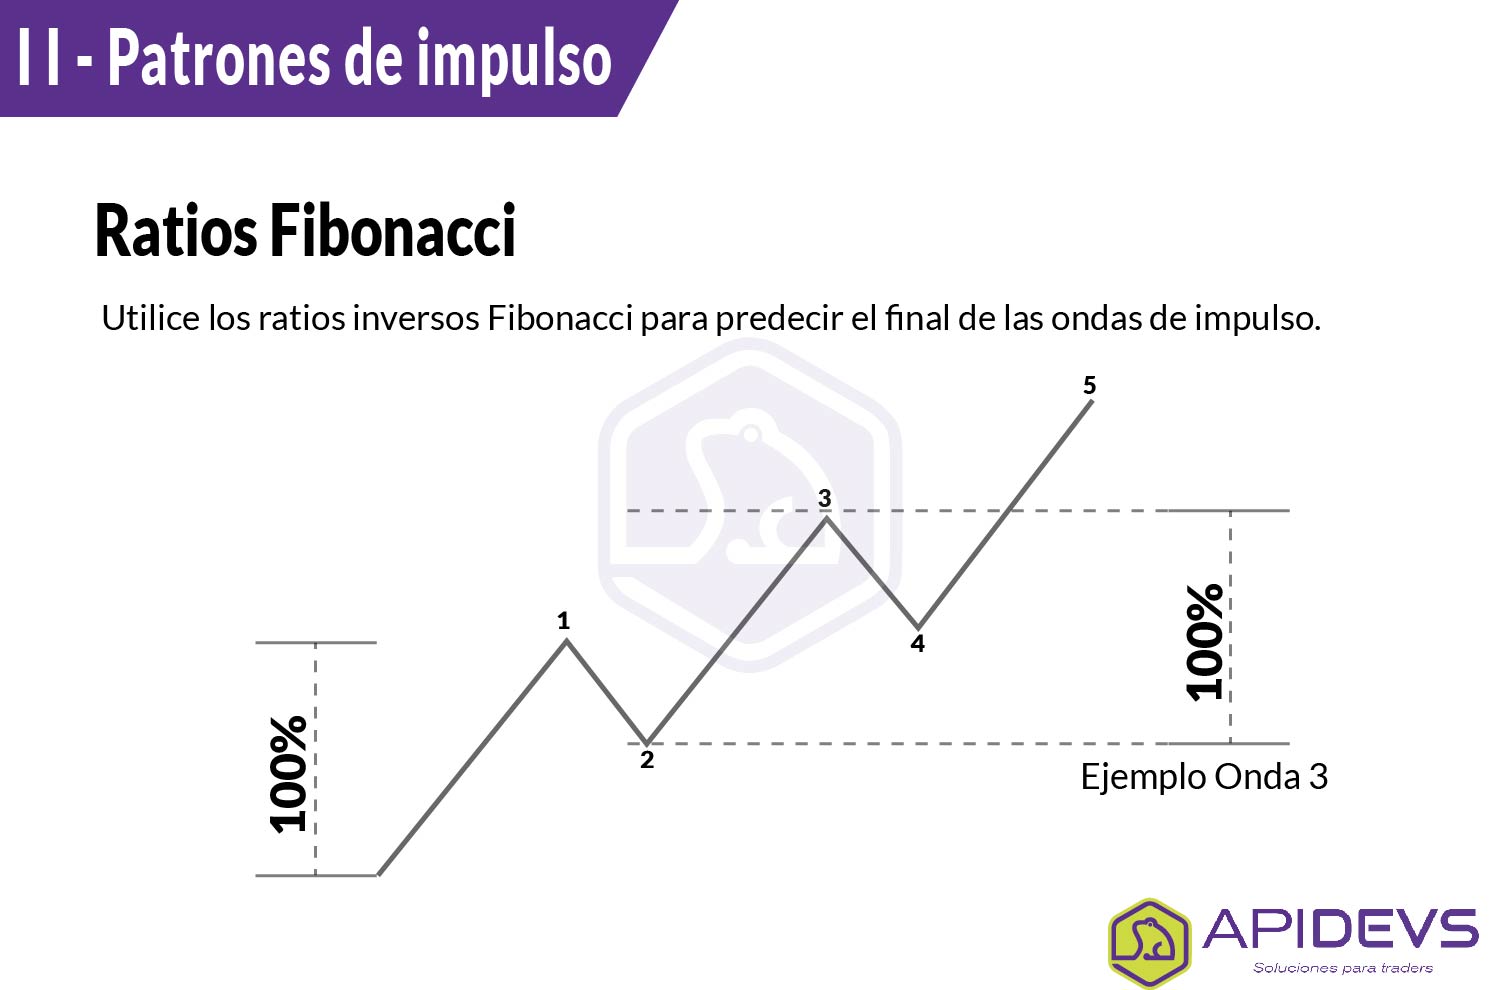 I I - Patrones de impulso
Ratios Fibonacci
Utilice los ratios inversos Fibonacci para predecir el final de las ondas de impulso.
5
3
1
4
2
100%
100%
Ejemplo Onda 3
APIDEVS
Soluciones para traders